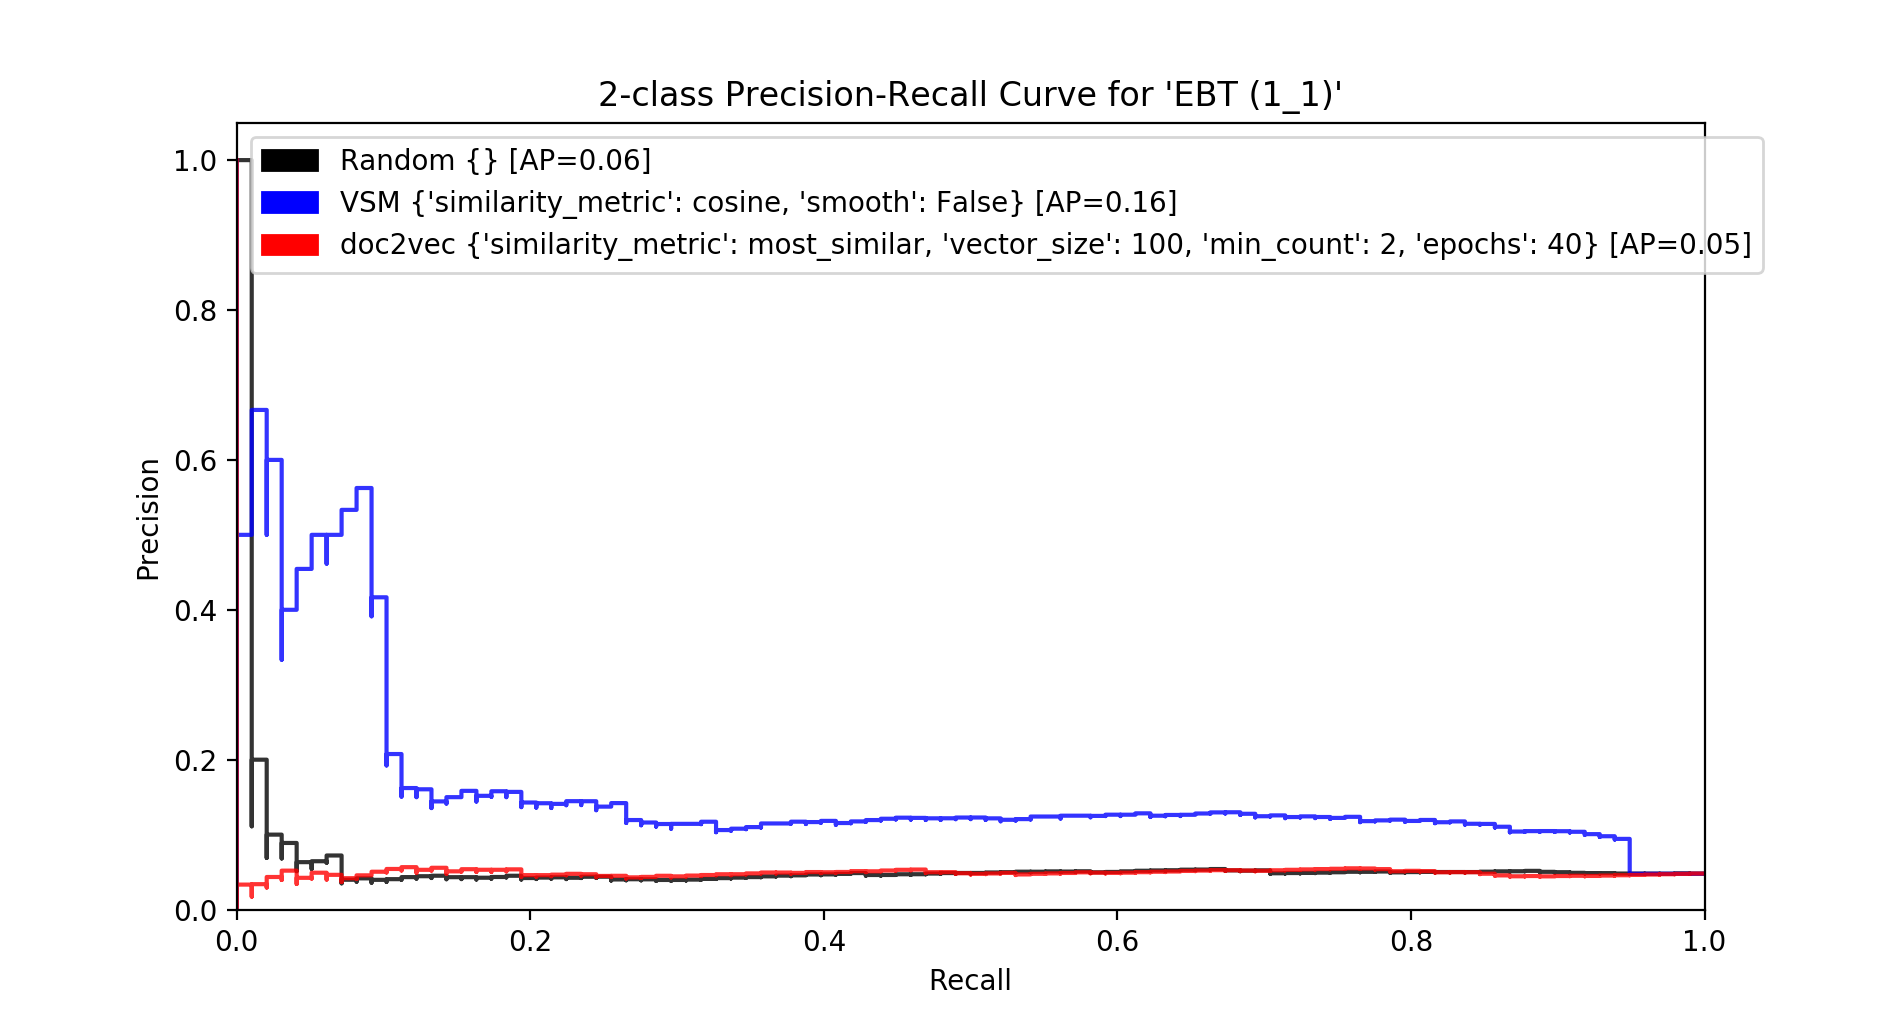 2-class Precision-Recall Curve for 'EBT (1_1)'
Random {} [AP=0.06]
VSM {'similarity_metric': cosine, 'smooth': False} [AP=0.16]
doc2vec {'similarity_metric': most_similar, 'vector_size': 100, 'min_count': 2, 'epochs': 40} [AP=0.05]
1.0
0.8
0.6
0.4
0.2
0.0
Precision
0.0 0.2 0.4 0.6 0.8 1.0
Recall